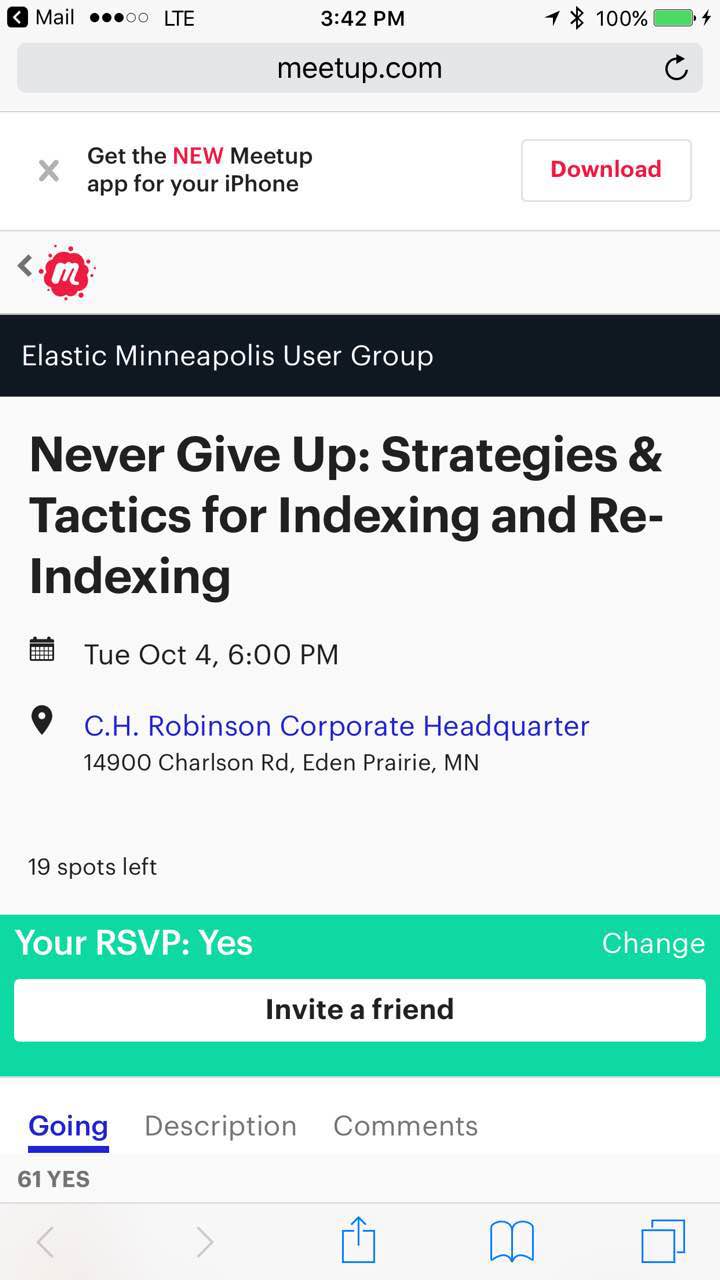 Mail LTE 3:42 PM 100%
meetup.com
Get the NEW Meetup
app for your iPhone
Download
m
Elastic Minneapolis User Group
Never Give Up: Strategies &
Tactics for Indexing and Re-
Indexing
Tue Oct 4, 6:00 PM
C.H. Robinson Corporate Headquarter
14900 Charlson Rd, Eden Prairie, MN
19 spots left
Your RSVP: Yes Change
Invite a friend
Going Description Comments
61 YES